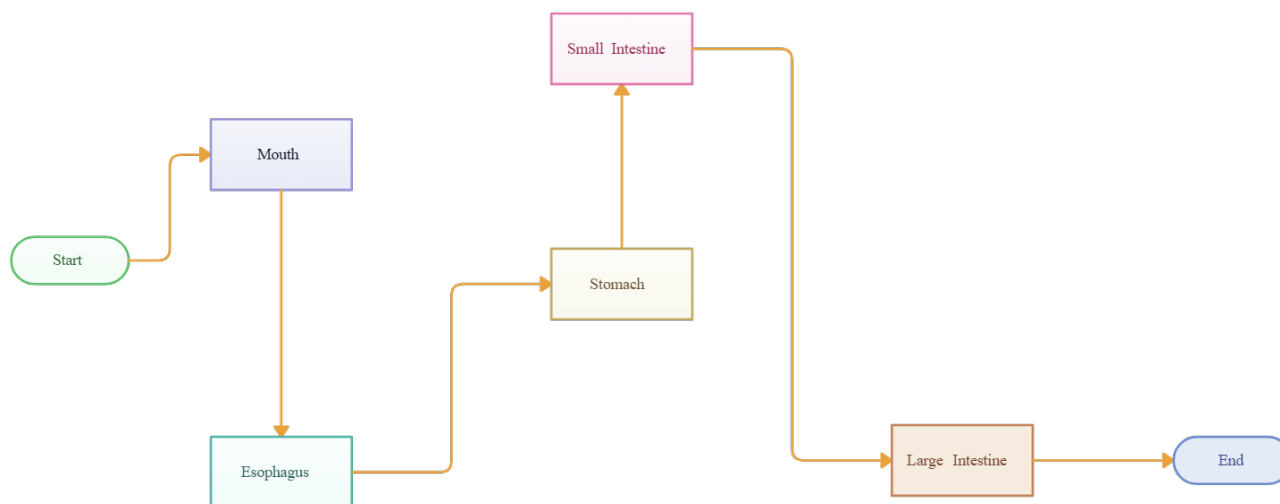 Start
Mouth
Esophagus
Stomach
Small Intestine
Large Intestine
End